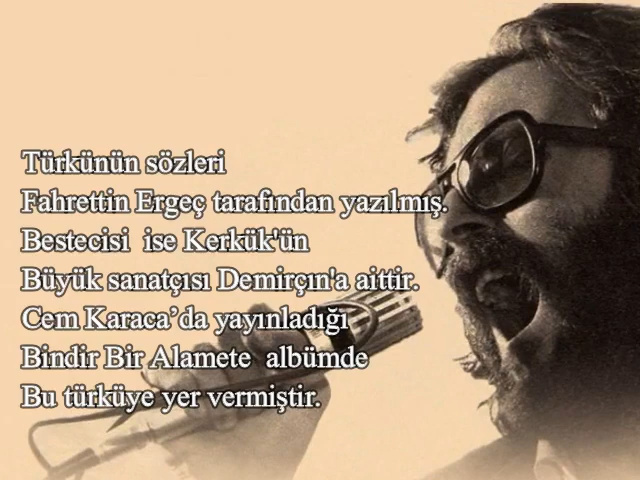 Türkünün sözleri
Fahrettin Ergeç tarafından yazılmış.
Bestecisi ise Kerkük'ün
Büyük sanatçısı Demirçın'a aittir.
Cem Karaca’da yayınladığı
Bindir Bir Alamete albümde
Bu türküye yer vermiştir.